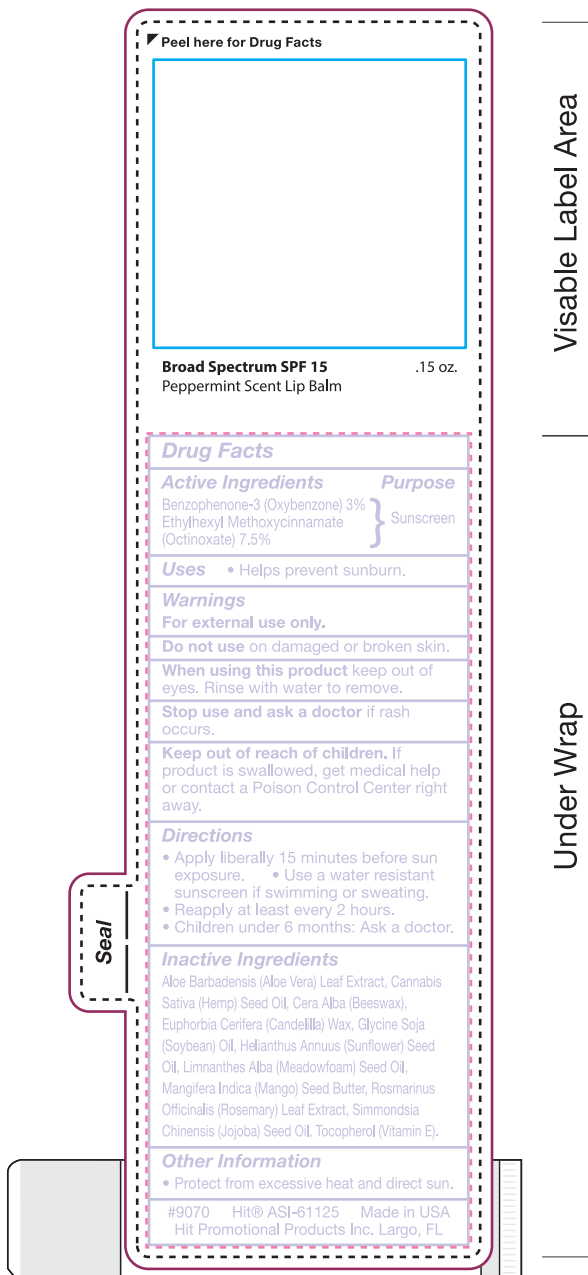 Peel here for Drug Facts
Broad Spectrum SPF 15 .15 oz.
Peppermint Scent Lip Balm
Drug Facts
Active Ingredients Purpose
Benzophenone-3 (Oxybenzone) 3%
Ethylhexyl Methoxycinnamate
(Octinoxate) 7.5%
} Sunscreen
Uses • Helps prevent sunburn.
Warnings
For external use only.
Do not use on damaged or broken skin.
When using this product keep out of
eyes. Rinse with water to remove.
Stop use and ask a doctor if rash
occurs.
Keep out of reach of children. If
product is swallowed, get medical help
or contact a Poison Control Center right
away.
Directions
• Apply liberally 15 minutes before sun
exposure. • Use a water resistant
sunscreen if swimming or sweating.
• Reapply at least every 2 hours.
• Children under 6 months: Ask a doctor.
Inactive Ingredients
Aloe Barbadensis (Aloe Vera) Leaf Extract, Cannabis
Sativa (Hemp) Seed Oil, Cera Alba (Beeswax),
Euphorbia Cerifera (Candelilla) Wax, Glycine Soja
(Soybean) Oil, Helianthus Annuus (Sunflower) Seed
Oil, Limnanthes Alba (Meadowfoam) Seed Oil,
Mangifera Indica (Mango) Seed Butter, Rosmarinus
Officinalis (Rosemary) Leaf Extract, Simmondsia
Chinensis (Jojoba) Seed Oil, Tocopherol (Vitamin E).
Other Information
• Protect from excessive heat and direct sun.
#9070 Hit® ASI-61125 Made in USA
Hit Promotional Products Inc. Largo, FL
Seal
Visable Label Area
Under Wrap